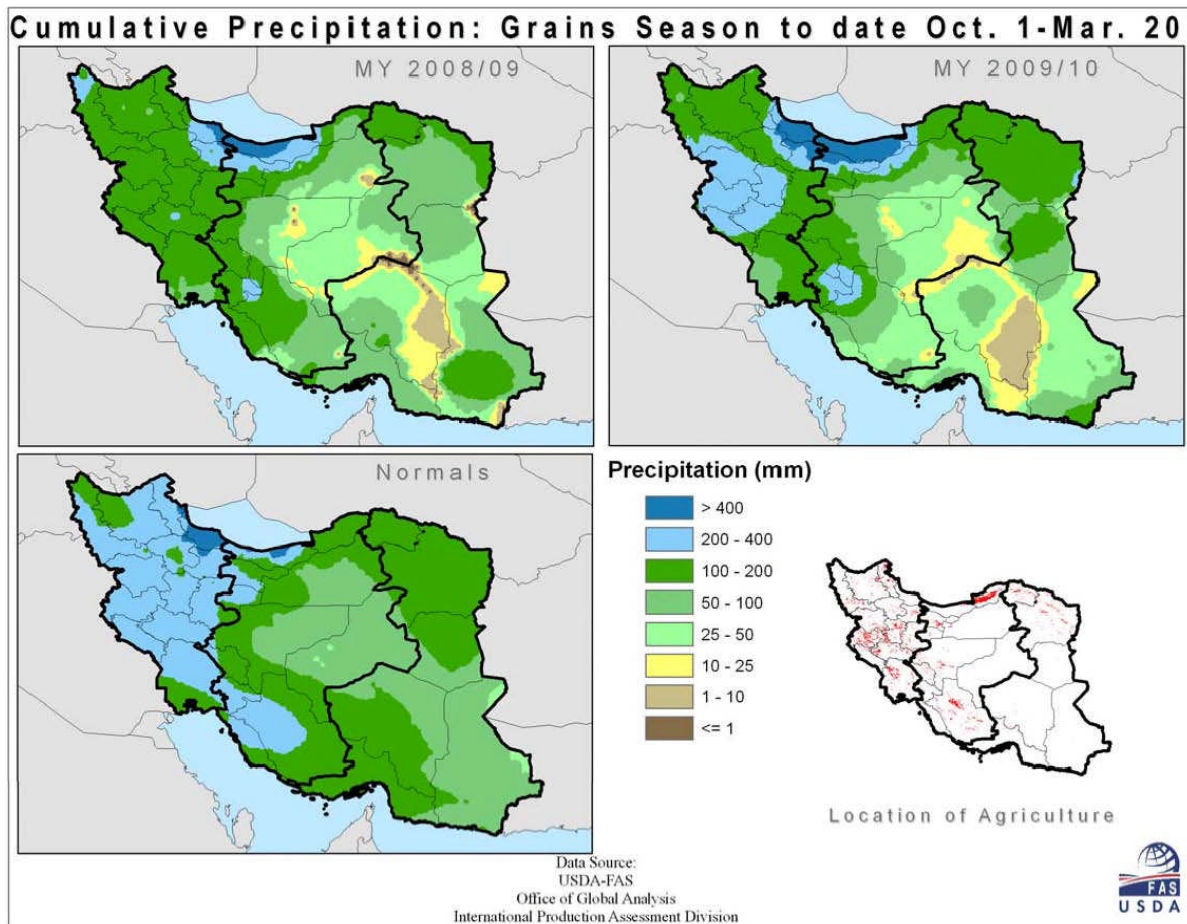 Cumulative Precipitation: Grains Season to date Oct. 1-Mar. 20
MY 2008/09
MY 2009/10
Normals
Precipitation (mm)
> 400
200 - 400
100 - 200
50 - 100
25 - 50
10 - 25
1 - 10
<= 1
Location of Agriculture
Data Source:
USDA-FAS
Office of Global Analysis
International Production Assessment Division
FAS
USDA